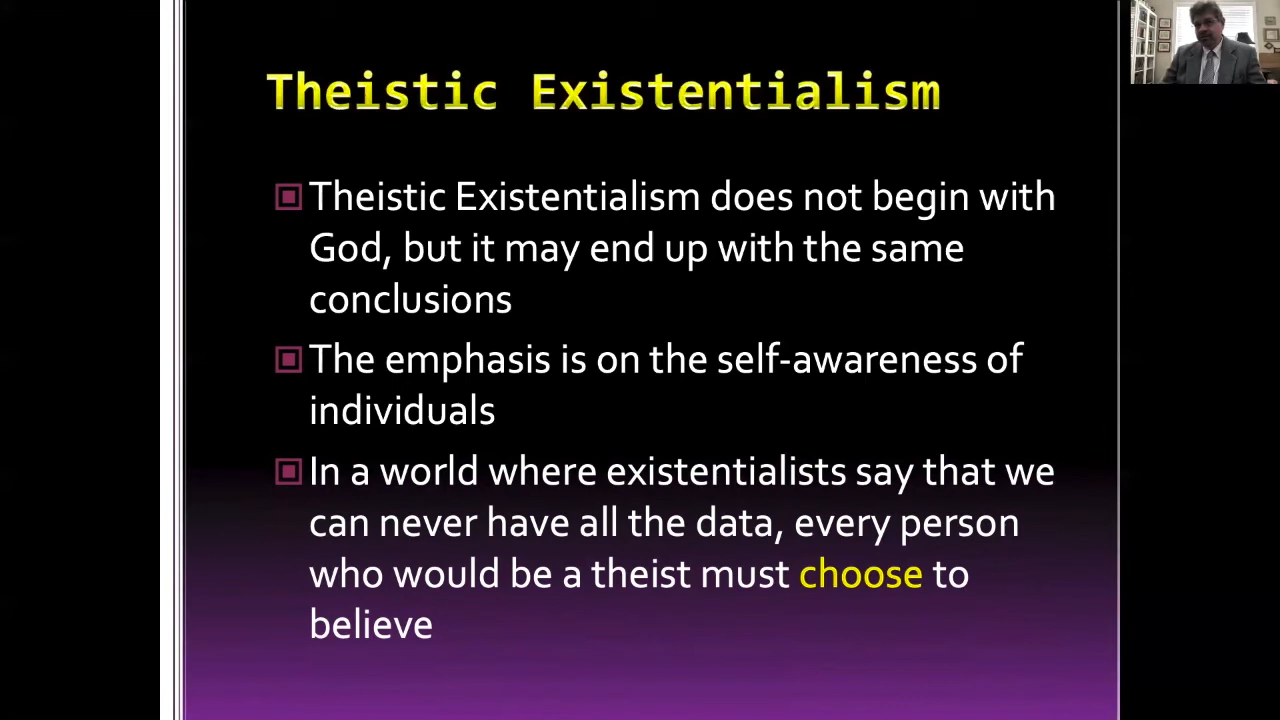 Theistic Existentialism
Theistic Existentialism does not begin with
God, but it may end up with the same
conclusions
The emphasis is on the self-awareness of
individuals
In a world where existentialists say that we
can never have all the data, every person
who would be a theist must choose to
believe